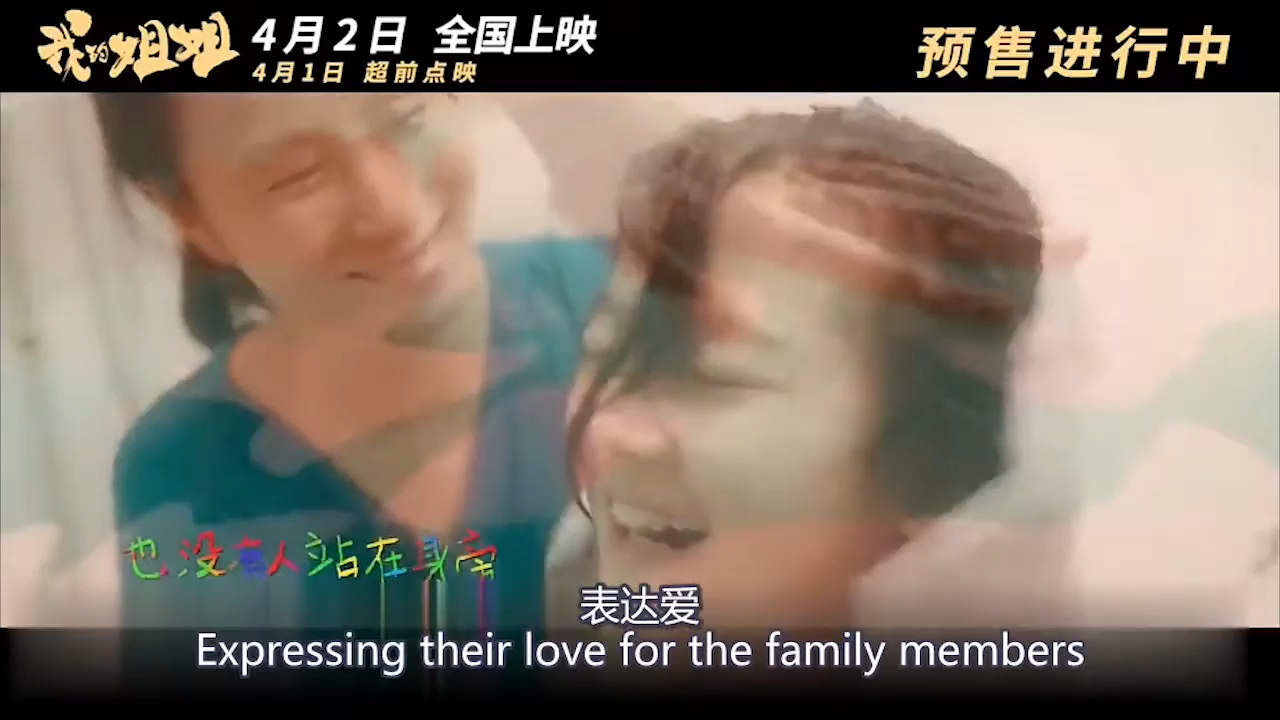 我的姐姐
4月2日 全国上映
4月1日 超前点映
预售进行中
也没有人站在身旁
表达爱
Expressing their love for the family members